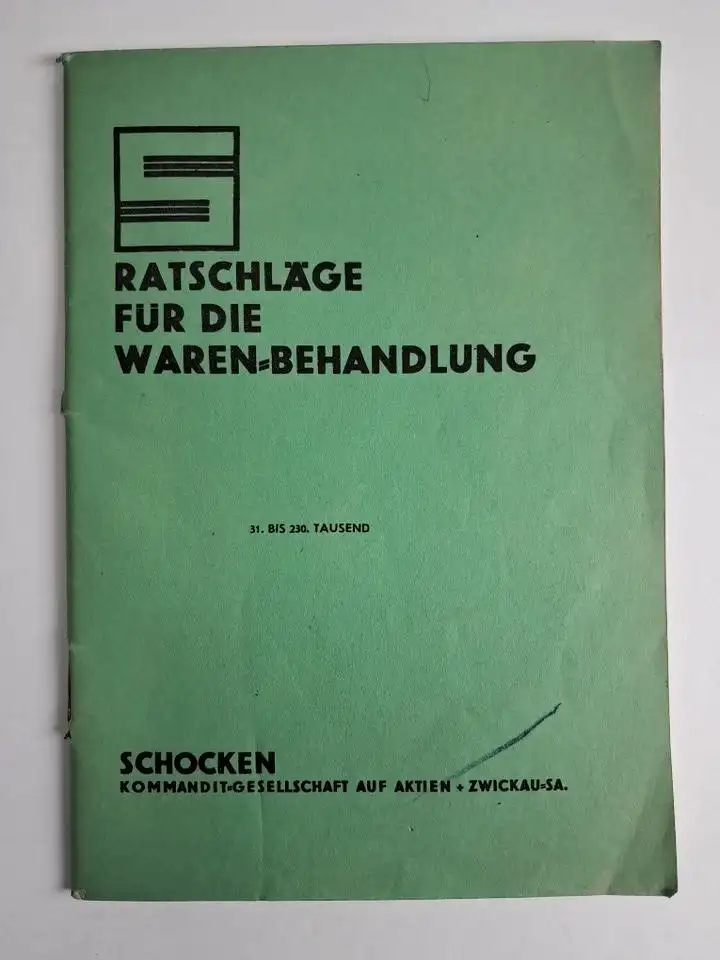 S
RATSCHLÄGE
FÜR DIE
WAREN=BEHANDLUNG
31. BIS 230. TAUSEND
SCHOCKEN
KOMMANDIT=GESELLSCHAFT AUF AKTIEN + ZWICKAU=SA.